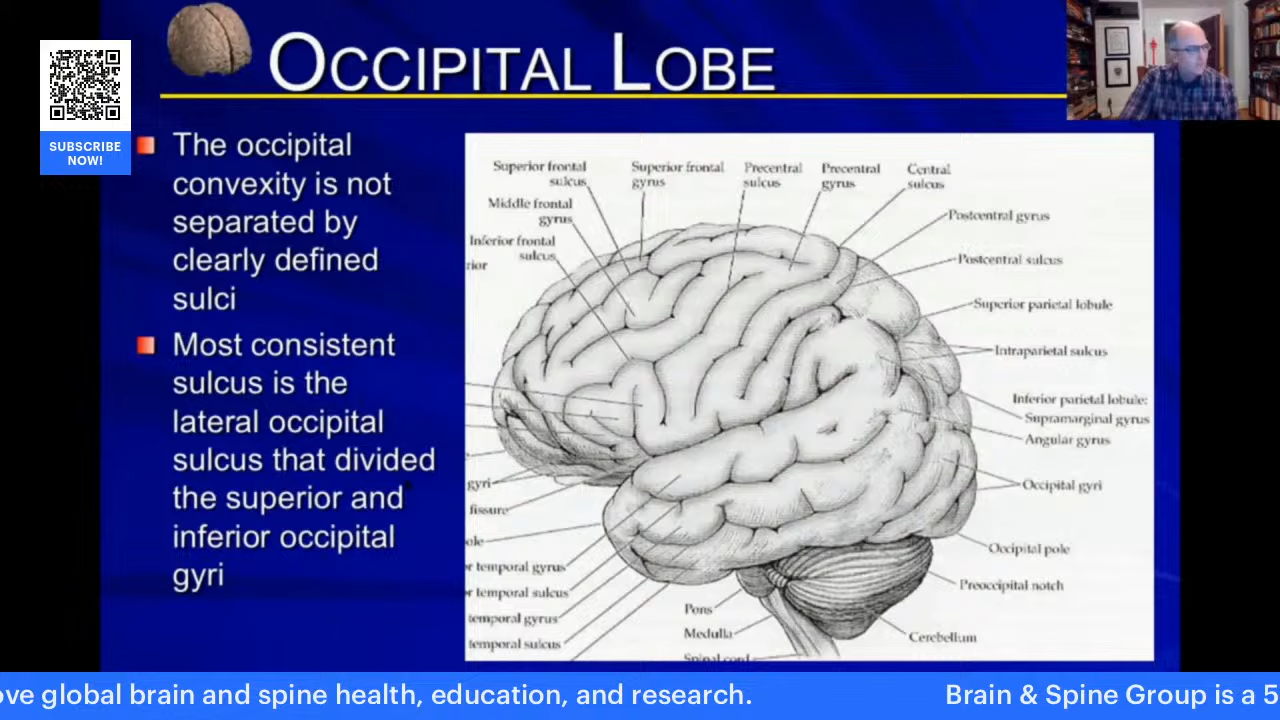 OCCIPITAL LOBE
SUBSCRIBE
NOW!
The occipital
convexity is not
separated by
clearly defined
sulci
Most consistent
sulcus is the
lateral occipital
sulcus that divided
the superior and
inferior occipital
gyri
Superior frontal
sulcus
Superior frontal
gyrus
Precentral
sulcus
Precentral
gyrus
Central
sulcus
Middle frontal
gyrus
Postcentral gyrus
Inferior frontal
sulcus
rior
Postcentral sulcus
Superior parietal lobule
Intraparietal sulcus
Inferior parietal lobule:
Supramarginal gyrus
Angular gyrus
gyri
Occipital gyri
fissure
ole
Occipital pole
r temporal gyrus
Preoccipital notch
r temporal sulcus
temporal gyrus
temporal sulcus
Pons
Medulla
Spinal cord
Cerebellum
ove global brain and spine health, education, and research.
Brain & Spine Group is a 5